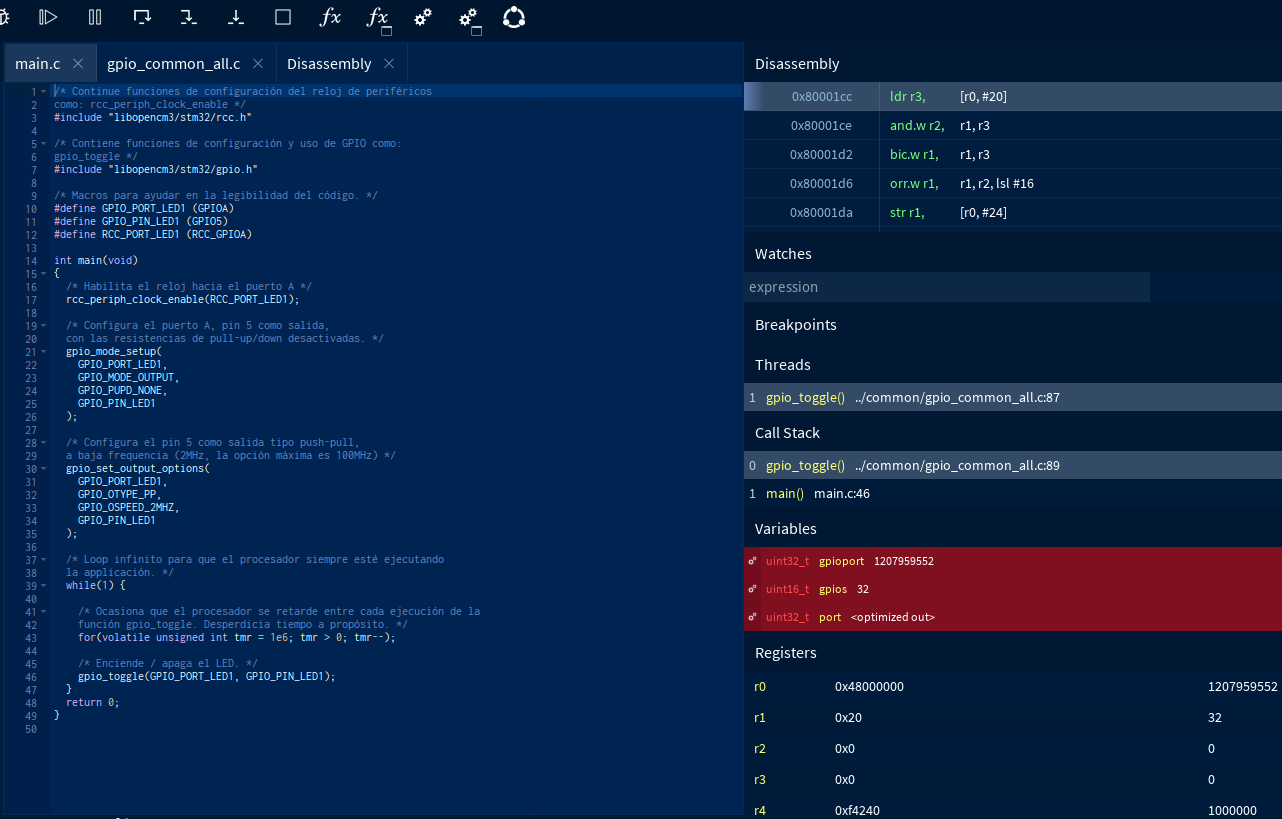 fx fx
main.c
gpio_common_all.c
Disassembly
1 /* Continue funciones de configuración del reloj de periféricos
2 como: rcc_periph_clock_enable */
3 #include "libopencm3/stm32/rcc.h"
4
5 /* Contiene funciones de configuración y uso de GPIO como:
6 gpio_toggle */
7 #include "libopencm3/stm32/gpio.h"
8
9 /* Macros para ayudar en la legibilidad del código. */
10 #define GPIO_PORT_LED1 (GPIOA)
11 #define GPIO_PIN_LED1 (GPIO5)
12 #define RCC_PORT_LED1 (RCC_GPIOA)
13
14 int main(void)
15 {
16 /* Habilita el reloj hacia el puerto A */
17 rcc_periph_clock_enable(RCC_PORT_LED1);
18
19 /* Configura el puerto A, pin 5 como salida,
20 con las resistencias de pull-up/down desactivadas. */
21 gpio_mode_setup(
22 GPIO_PORT_LED1,
23 GPIO_MODE_OUTPUT,
24 GPIO_PUPD_NONE,
25 GPIO_PIN_LED1
26 );
27
28 /* Configura el pin 5 como salida tipo push-pull,
29 a baja frequencia (2MHz, la opción máxima es 100MHz) */
30 gpio_set_output_options(
31 GPIO_PORT_LED1,
32 GPIO_OTYPE_PP,
33 GPIO_OSPEED_2MHZ,
34 GPIO_PIN_LED1
35 );
36
37 /* Loop infinito para que el procesador siempre esté ejecutando
38 la applicación. */
39 while(1) {
40
41 /* Ocasiona que el procesador se retarde entre cada ejecución de la
42 función gpio_toggle. Desperdicia tiempo a propósito. */
43 for(volatile unsigned int tmr = 1e6; tmr > 0; tmr--);
44
45 /* Enciende / apaga el LED. */
46 gpio_toggle(GPIO_PORT_LED1, GPIO_PIN_LED1);
47 }
48 return 0;
49 }
50
Disassembly
0x80001cc ldr r3, [r0, #20]
0x80001ce and.w r2, r1, r3
0x80001d2 bic.w r1, r1, r3
0x80001d6 orr.w r1, r1, r2, lsl #16
0x80001da str r1, [r0, #24]
Watches
expression
Breakpoints
Threads
1 gpio_toggle() ../common/gpio_common_all.c:87
Call Stack
0 gpio_toggle() ../common/gpio_common_all.c:89
1 main() main.c:46
Variables
uint32_t gpioport 1207959552
uint16_t gpios 32
uint32_t port <optimized out>
Registers
r0 0x48000000 1207959552
r1 0x20 32
r2 0x0 0
r3 0x0 0
r4 0xf4240 1000000